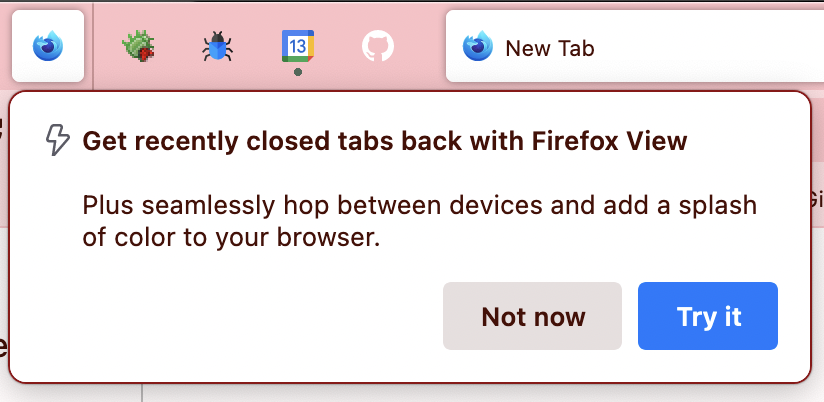 13
New Tab
Get recently closed tabs back with Firefox View
Plus seamlessly hop between devices and add a splash
of color to your browser.
Not now
Try it